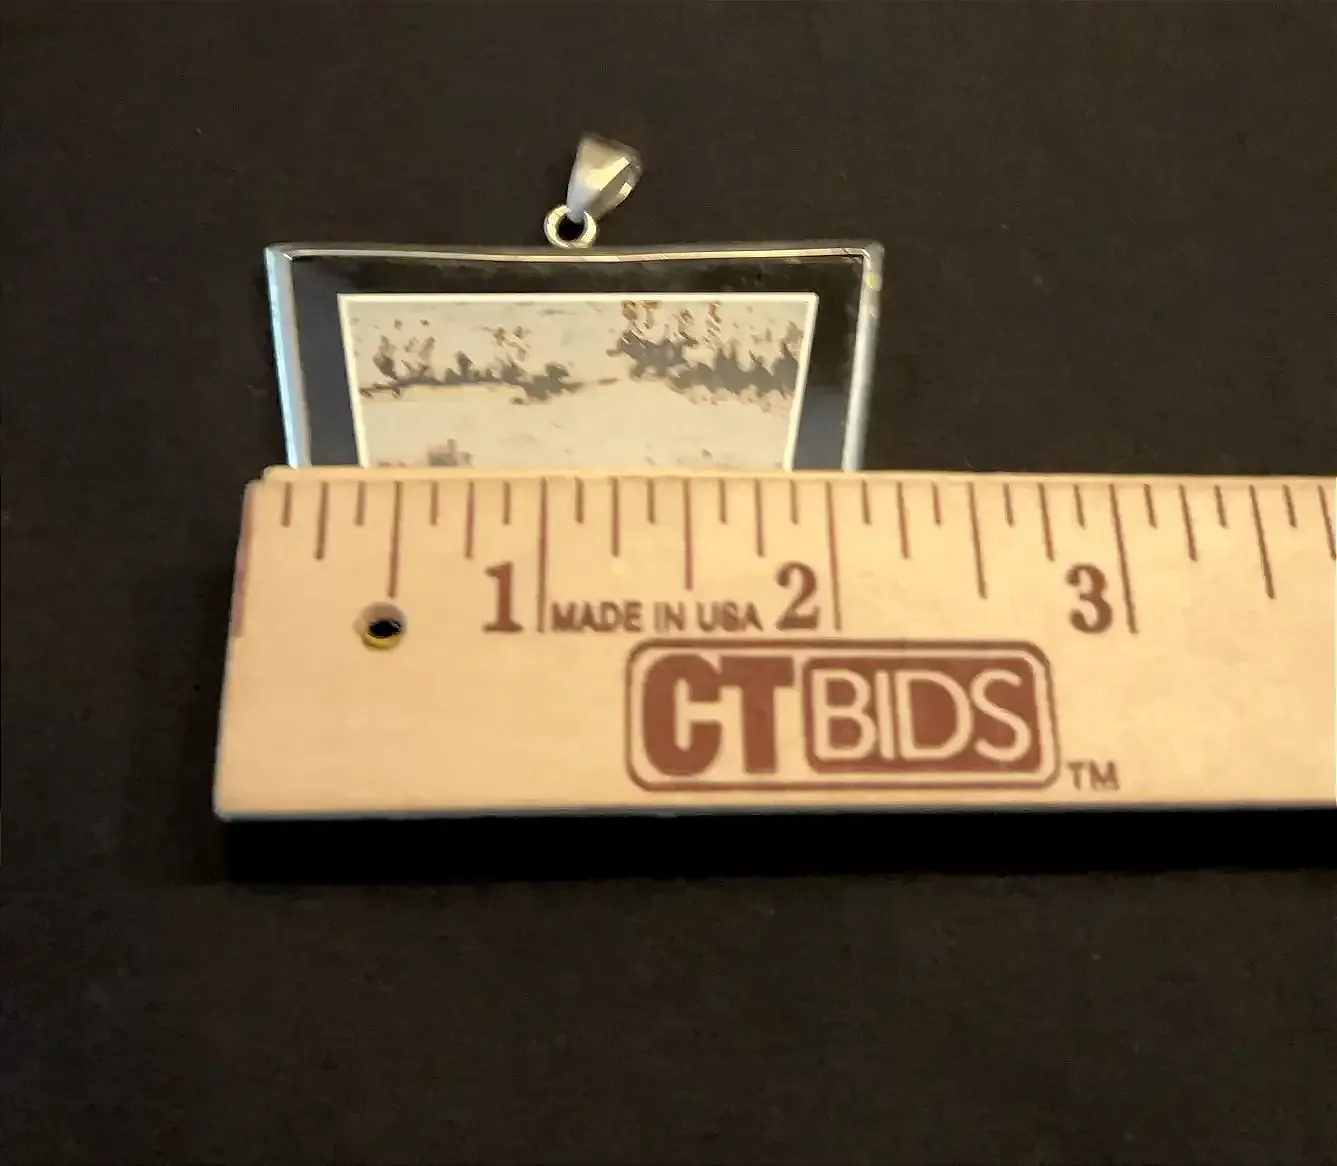 1 2 3
MADE IN USA
CTBIDS TM